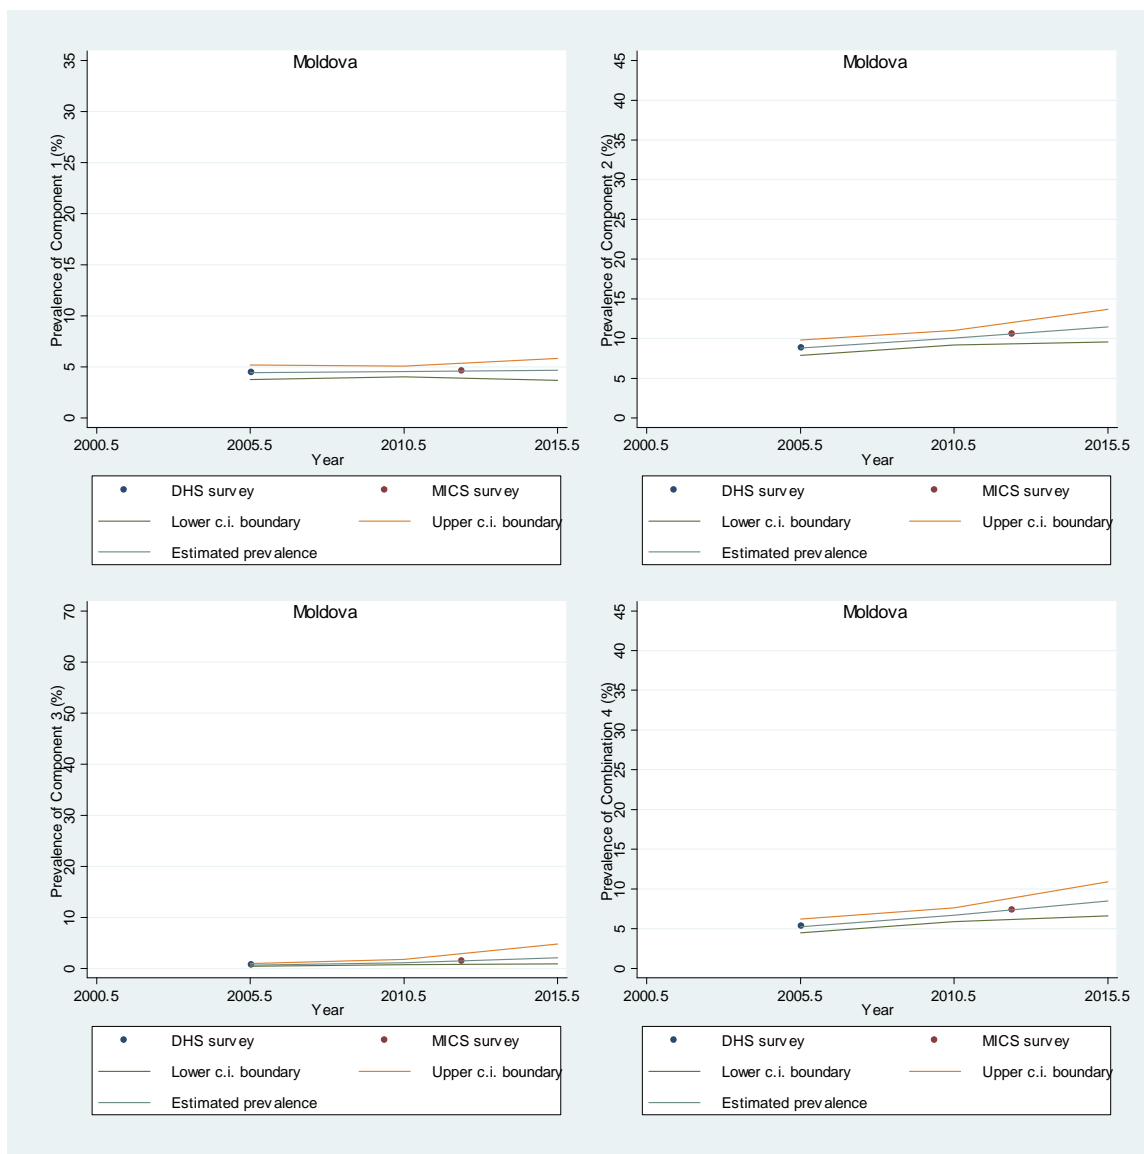 Moldova
Prevalence of Component 1 (%)
35
30
25
20
15
10
5
0
2000.5 2005.5 2010.5 2015.5
Year
DHS survey MICS survey
Lower c.i. boundary Upper c.i. boundary
Estimated prevalence
Moldova
Prevalence of Component 2 (%)
45
40
35
30
25
20
15
10
5
0
2000.5 2005.5 2010.5 2015.5
Year
DHS survey MICS survey
Lower c.i. boundary Upper c.i. boundary
Estimated prevalence
Moldova
Prevalence of Component 3 (%)
70
60
50
40
30
20
10
0
2000.5 2005.5 2010.5 2015.5
Year
DHS survey MICS survey
Lower c.i. boundary Upper c.i. boundary
Estimated prevalence
Moldova
Prevalence of Combination 4 (%)
45
40
35
30
25
20
15
10
5
0
2000.5 2005.5 2010.5 2015.5
Year
DHS survey MICS survey
Lower c.i. boundary Upper c.i. boundary
Estimated prevalence